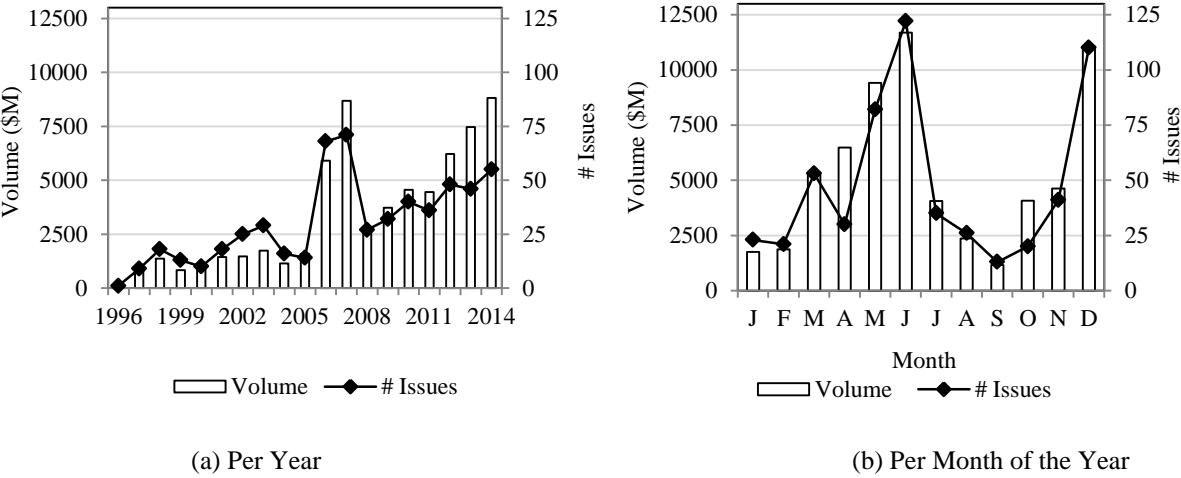 12500
125
10000
100
7500
75
5000
50
2500
25
0
0
Volume ($M)
# Issues
1996 1999 2002 2005 2008 2011 2014
Volume # Issues
(a) Per Year
12500
125
10000
100
7500
75
5000
50
2500
25
0
0
Volume ($M)
# Issues
J F M A M J J A S O N D
Month
Volume # Issues
(b) Per Month of the Year